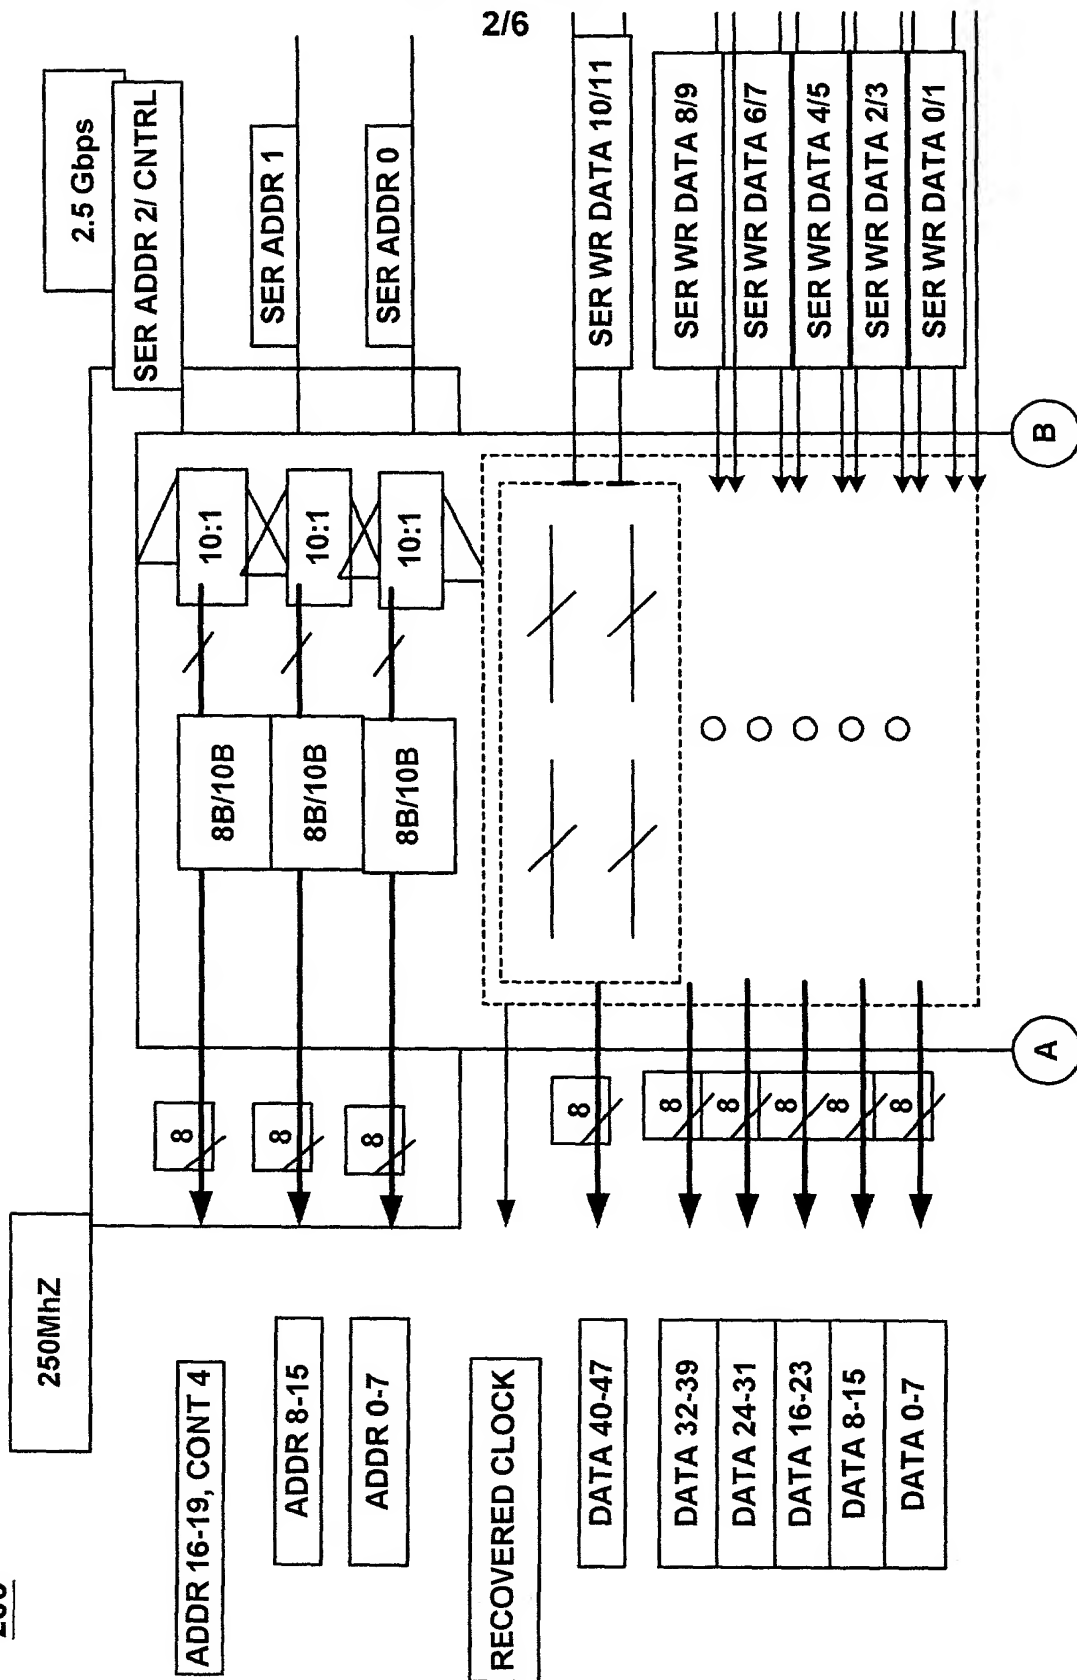 2/6
250MhZ
2.5 Gbps
SER ADDR 2/ CNTRL
SER ADDR 1
SER ADDR 0
SER WR DATA 10/11
SER WR DATA 8/9
SER WR DATA 6/7
SER WR DATA 4/5
SER WR DATA 2/3
SER WR DATA 0/1
10:1
10:1
10:1
8B/10B
8B/10B
8B/10B
8
8
8
8
8
8
8
8
8
B
A
ADDR 16-19, CONT 4
ADDR 8-15
ADDR 0-7
RECOVERED CLOCK
DATA 40-47
DATA 32-39
DATA 24-31
DATA 16-23
DATA 8-15
DATA 0-7